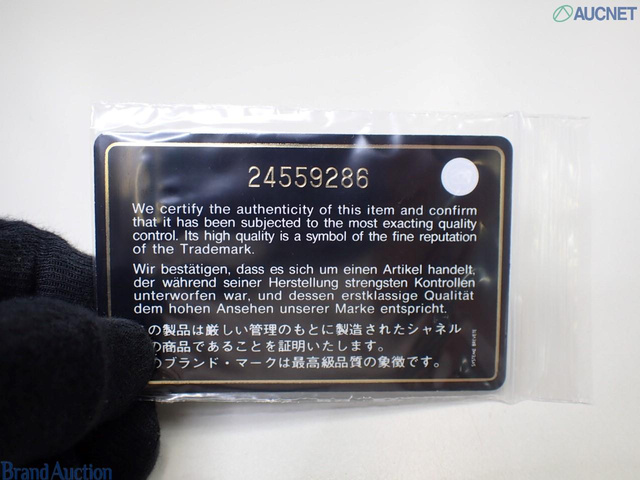 AUCNET
24559286
We certify the authenticity of this item and confirm
that it has been subjected to the most exacting quality
control. Its high quality is a symbol of the fine reputation
of the Trademark.
Wir bestätigen, dass es sich um einen Artikel handelt,
der während seiner Herstellung strengsten Kontrollen
unterworfen war, und dessen erstklassige Qualität
dem hohen Ansehen unserer Marke entspricht.
の製品は厳しい管理のもとに製造されたシャネル
の商品であることを証明いたします。
のブランド・マークは最高級品質の象徴です。
Brand Auction